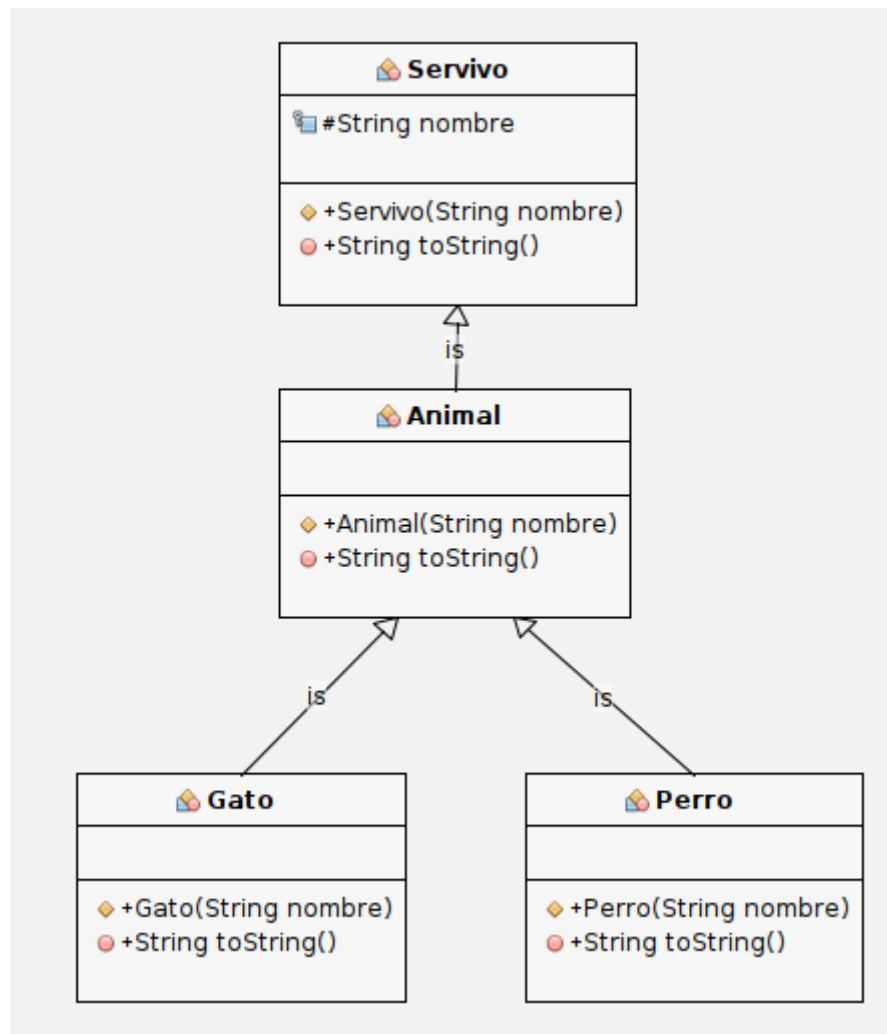 Servivo
#String nombre
+Servivo(String nombre)
+String toString()
is
Animal
+Animal(String nombre)
+String toString()
is
is
Gato
+Gato(String nombre)
+String toString()
Perro
+Perro(String nombre)
+String toString()